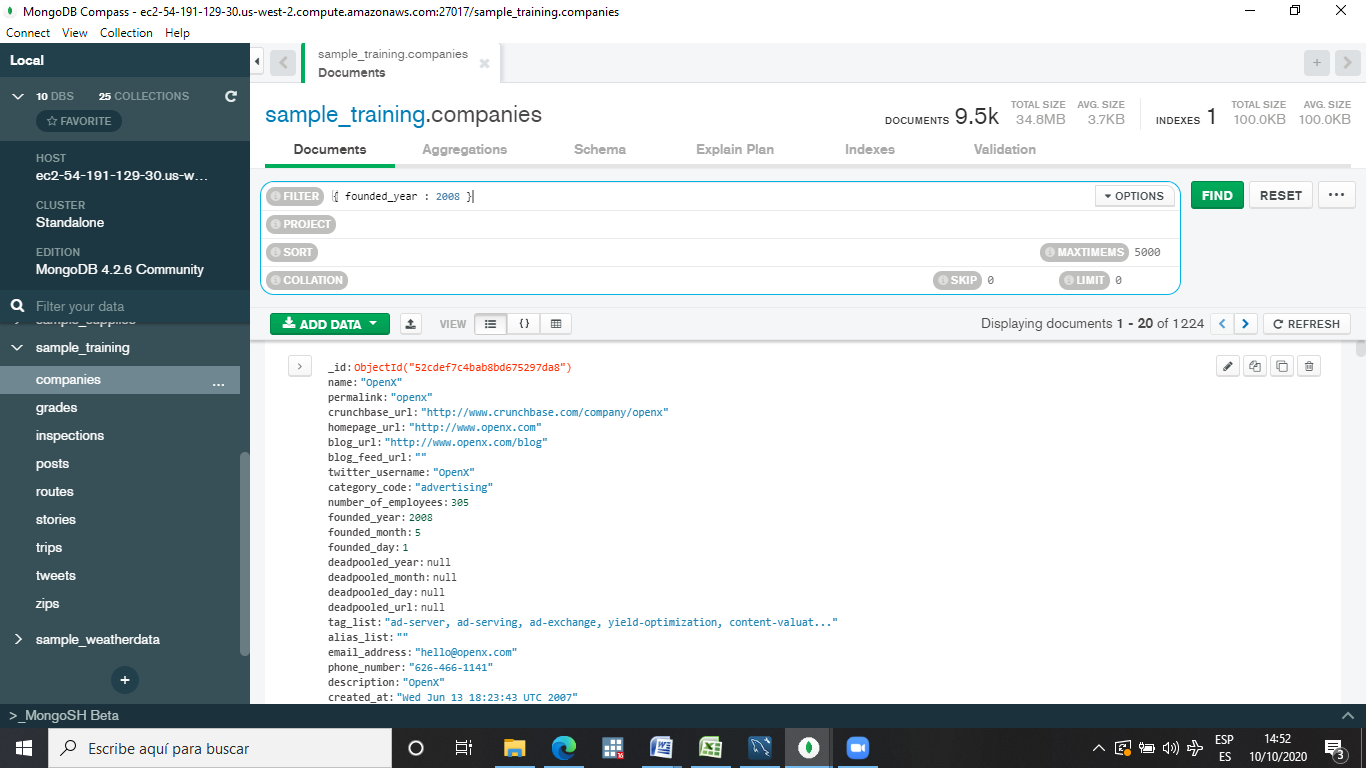 MongoDB Compass - ec2-54-191-129-30.us-west-2.compute.amazonaws.com:27017/sample_training.companies
Connect View Collection Help
Local
sample_training.companies
Documents
10 DBS 25 COLLECTIONS
FAVORITE
HOST
ec2-54-191-129-30.us-w...
CLUSTER
Standalone
EDITION
MongoDB 4.2.6 Community
Filter your data
sample_supplies
sample_training
companies ...
grades
inspections
posts
routes
stories
trips
tweets
zips
sample_weatherdata
+
sample_training.companies
DOCUMENTS 9.5k TOTAL SIZE 34.8MB AVG. SIZE 3.7KB INDEXES 1 TOTAL SIZE 100.0KB AVG. SIZE 100.0KB
Documents Aggregations Schema Explain Plan Indexes Validation
FILTER { founded_year : 2008 } OPTIONS FIND RESET ...
PROJECT
SORT MAXTIMEMS 5000
COLLATION SKIP 0 LIMIT 0
ADD DATA VIEW {} Displaying documents 1 - 20 of 1224 < > REFRESH
_id: ObjectId("52cdef7c4bab8bd675297da8")
name: "OpenX"
permalink: "openx"
crunchbase_url: "http://www.crunchbase.com/company/openx"
homepage_url: "http://www.openx.com"
blog_url: "http://www.openx.com/blog"
blog_feed_url: ""
twitter_username: "OpenX"
category_code: "advertising"
number_of_employees: 305
founded_year: 2008
founded_month: 5
founded_day: 1
deadpooled_year: null
deadpooled_month: null
deadpooled_day: null
deadpooled_url: null
tag_list: "ad-server, ad-serving, ad-exchange, yield-optimization, content-valuat..."
alias_list: ""
email_address: "hello@openx.com"
phone_number: "626-466-1141"
description: "OpenX"
created_at: "Wed Jun 13 18:23:43 UTC 2007"
>_MongoSH Beta
Escribe aquí para buscar
ESP
ES
14:52
10/10/2020
3